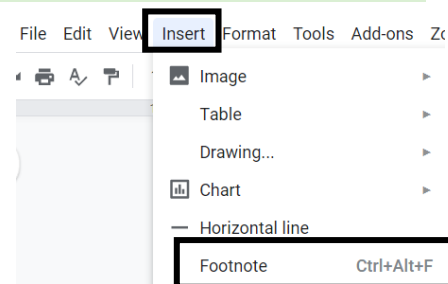 File Edit View Insert Format Tools Add-ons
Image
Table
Drawing...
Chart
Horizontal line
Footnote Ctrl+Alt+F